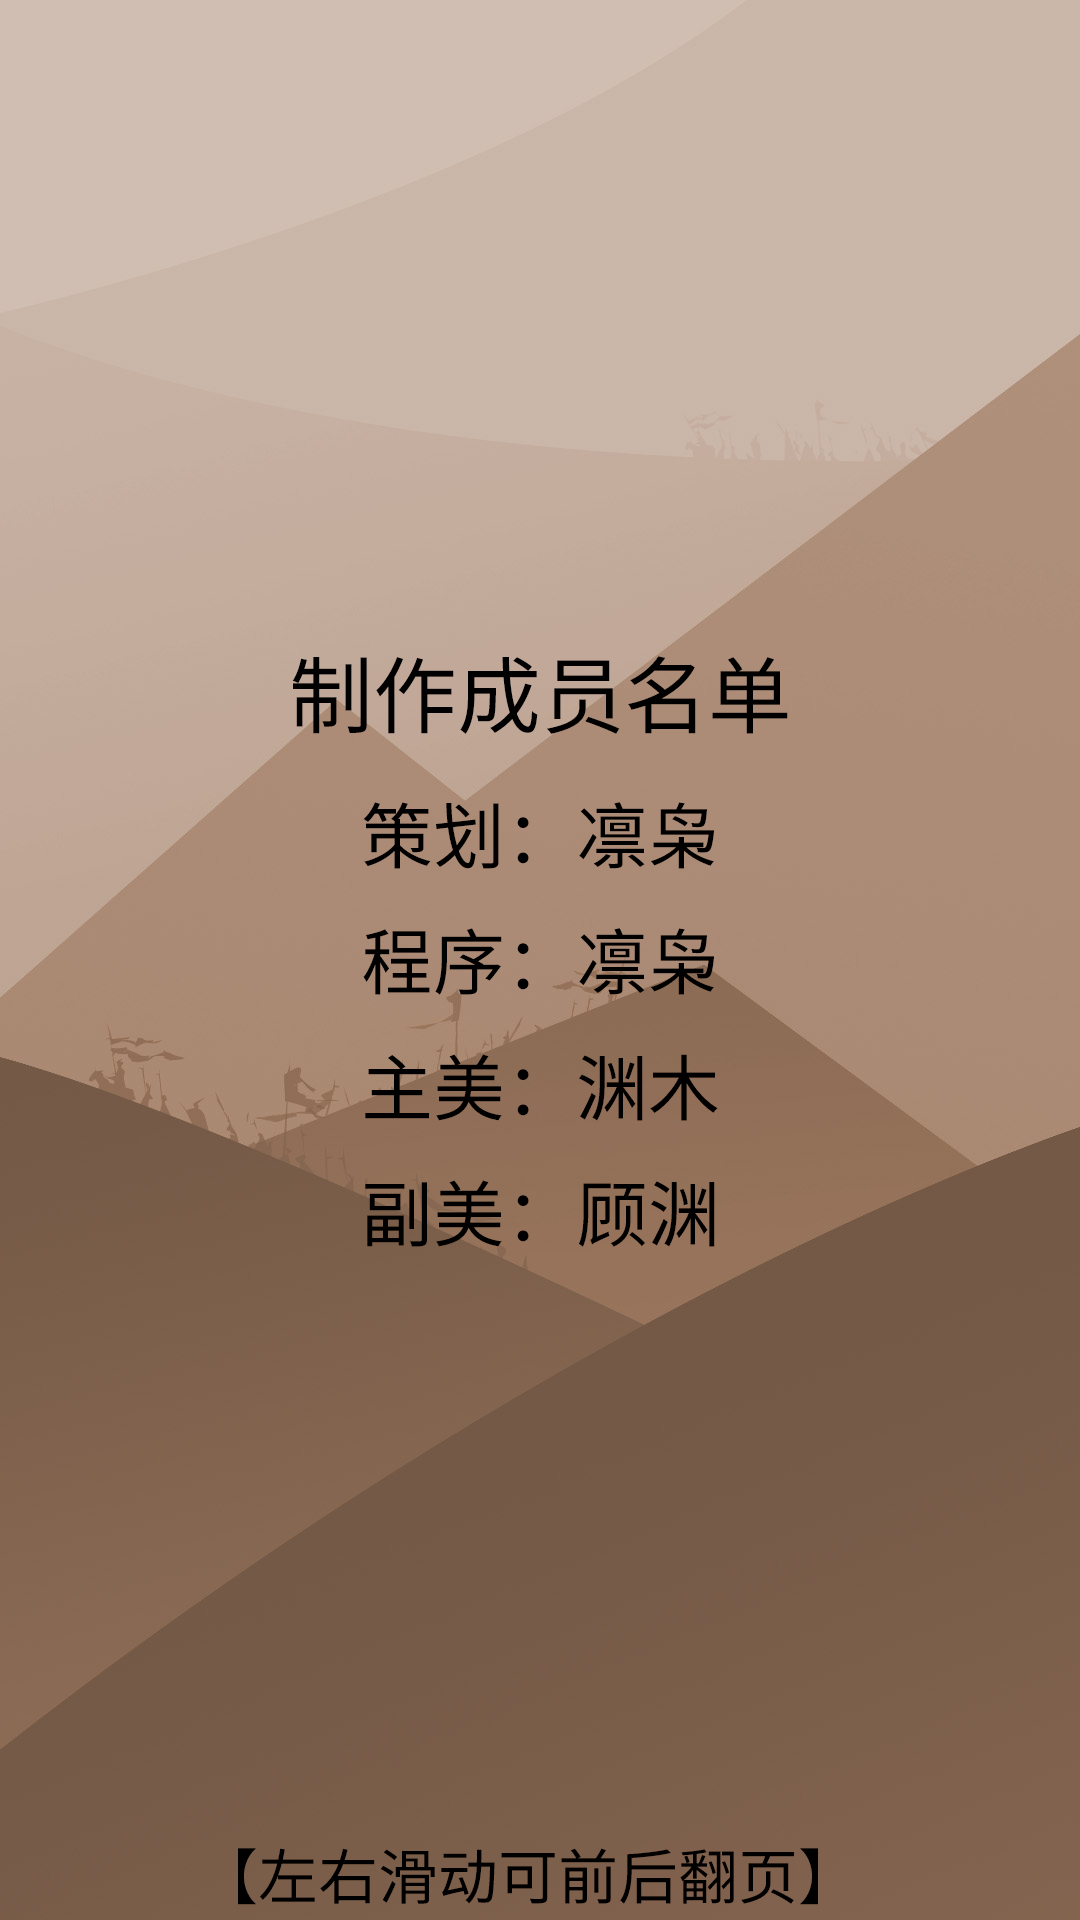 制作成员名单
策划：凛枭
程序：凛枭
主美：渊木
副美：顾渊
【左右滑动可前后翻页】